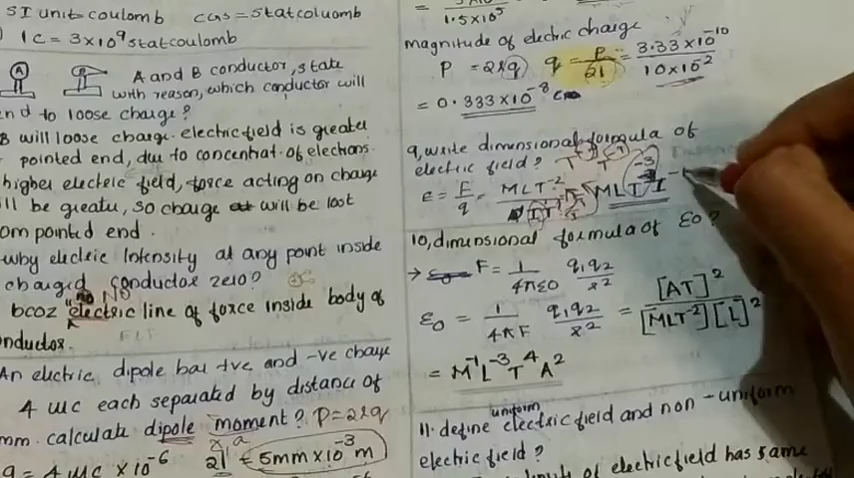 SI unit = coulomb cgs = statcoluomb
1C = 3×10⁹ statcoulomb
A and B conductor, state
with reason, which conductor will
nd to loose charge?
B will loose charge. electric field is greater
pointed end, due to concentrat. of electrons.
higher electric field, force acting on charge
ll be greater, so charge will be lost
om pointed end.
why electric Intensity at any point inside
charged conductor zero?
bcoz "no electric line of force inside body of
nductor.
An electric dipole has +ve and -ve charge
4 uc each separated by distance of
mm. calculate dipole moment? P=2lq
q = 4 uc × 10⁻⁶ 2l = 5mm × 10⁻³ m
1.5×10⁵
magnitude of electric charge
P = 2lq q = P/2l = 3.33×10⁻¹⁰/10×10⁻²
= 0.333×10⁻⁸ c
9, write dimensional formula of
electric field?
E = F/q = MLT⁻²
10, dimensional formula of ε0?
→ F = 1/4πε0 q1q2/r²
ε0 = 1/4πF q1q2/r² = [AT]²/[MLT⁻²][L]²
= M⁻¹L⁻³T⁴A²
11. define uniform electric field and non-uniform
electric field?
of electric field has same